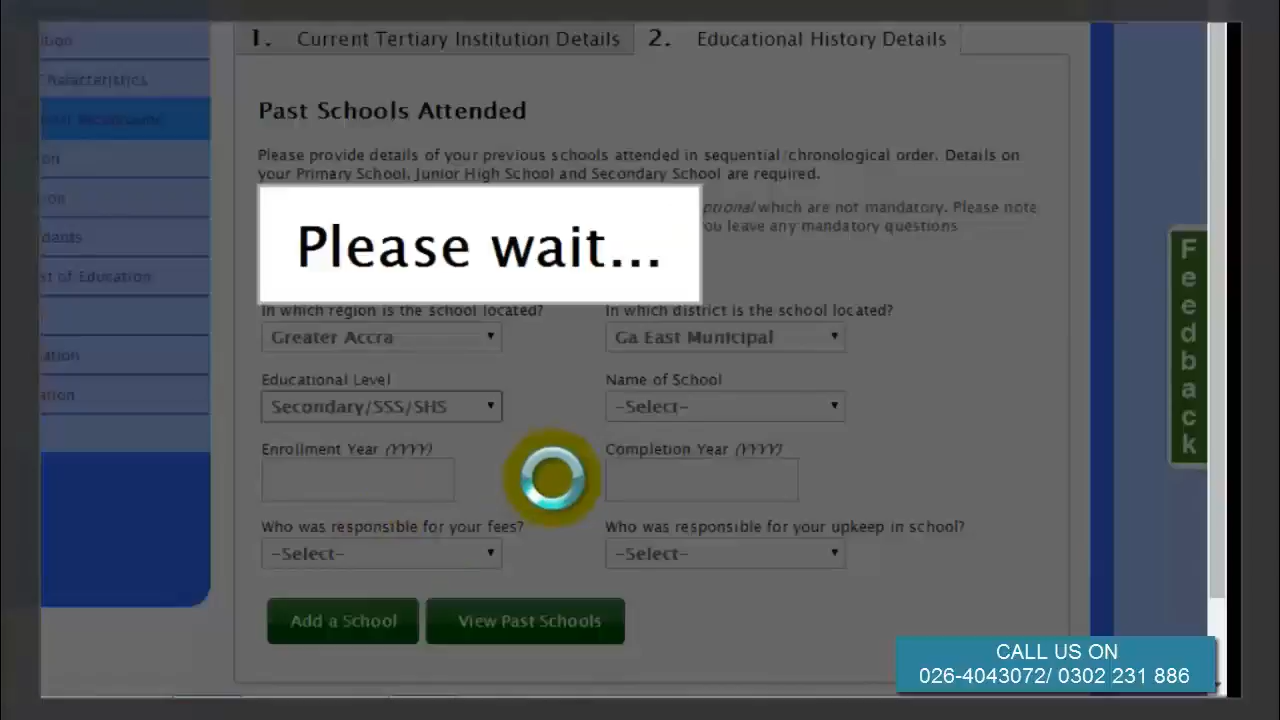 1. Current Tertiary Institution Details 2. Educational History Details
Characteristics
Past Schools Attended
Please provide details of your previous schools attended in sequential/chronological order. Details on
your Primary School, Junior High School and Secondary School are required.
which are not mandatory. Please note
you leave any mandatory questions
Please wait...
In which region is the school located? In which district is the school located?
Greater Accra Ga East Municipal
of Education
Educational Level Name of School
Secondary/SSS/SHS -Select-
Enrollment Year (YYYY) Completion Year (YYYY)
Who was responsible for your fees? Who was responsible for your upkeep in school?
-Select- -Select-
Add a School View Past Schools
Feedback
CALL US ON
026-4043072/ 0302 231 886